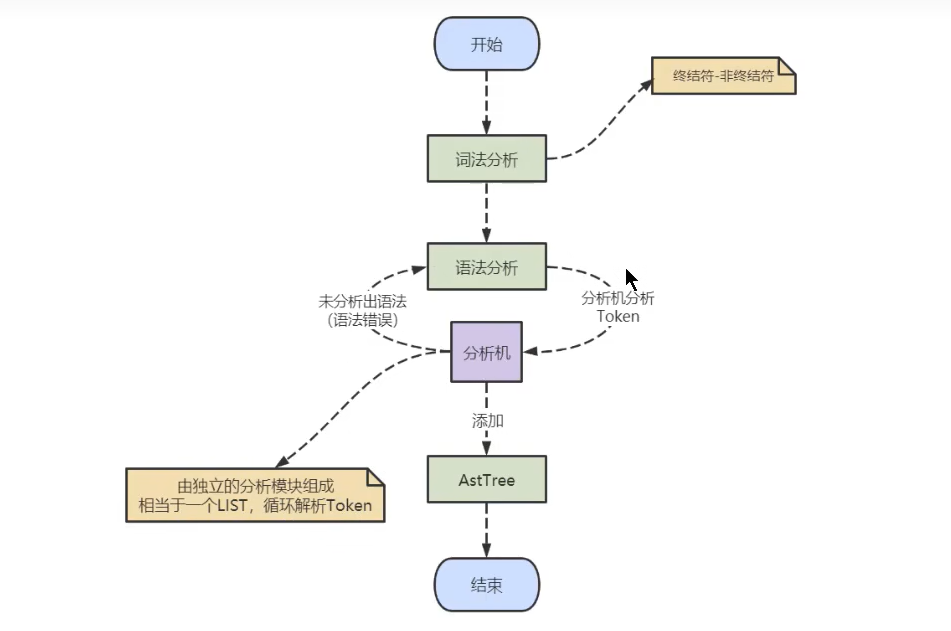 开始
终结符-非终结符
词法分析
语法分析
未分析出语法
(语法错误)
分析机分析
Token
分析机
添加
AstTree
由独立的分析模块组成
相当于一个LIST，循环解析Token
结束